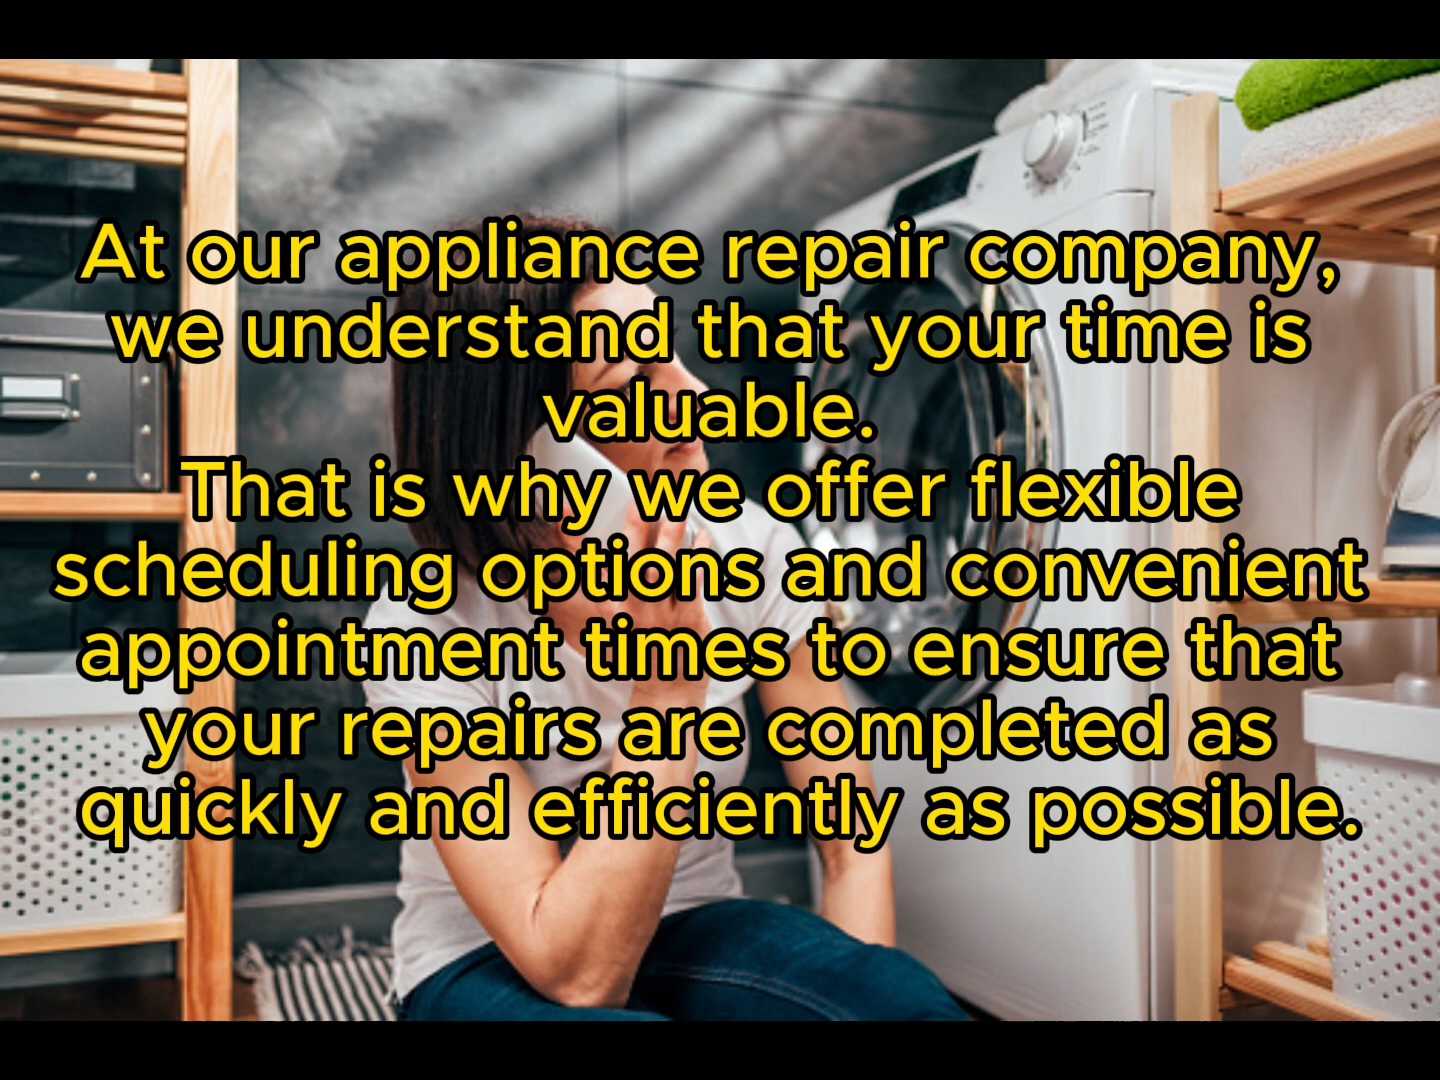 At our appliance repair company,
we understand that your time is
valuable.
That is why we offer flexible
scheduling options and convenient
appointment times to ensure that
your repairs are completed as
quickly and efficiently as possible.